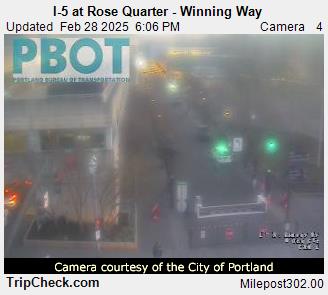 I-5 at Rose Quarter - Winning Way
Updated Feb 28 2025 6:06 PM Camera 4
PBOT
PORTLAND BUREAU OF TRANSPORTATION
Camera courtesy of the City of Portland
TripCheck.com Milepost302.00